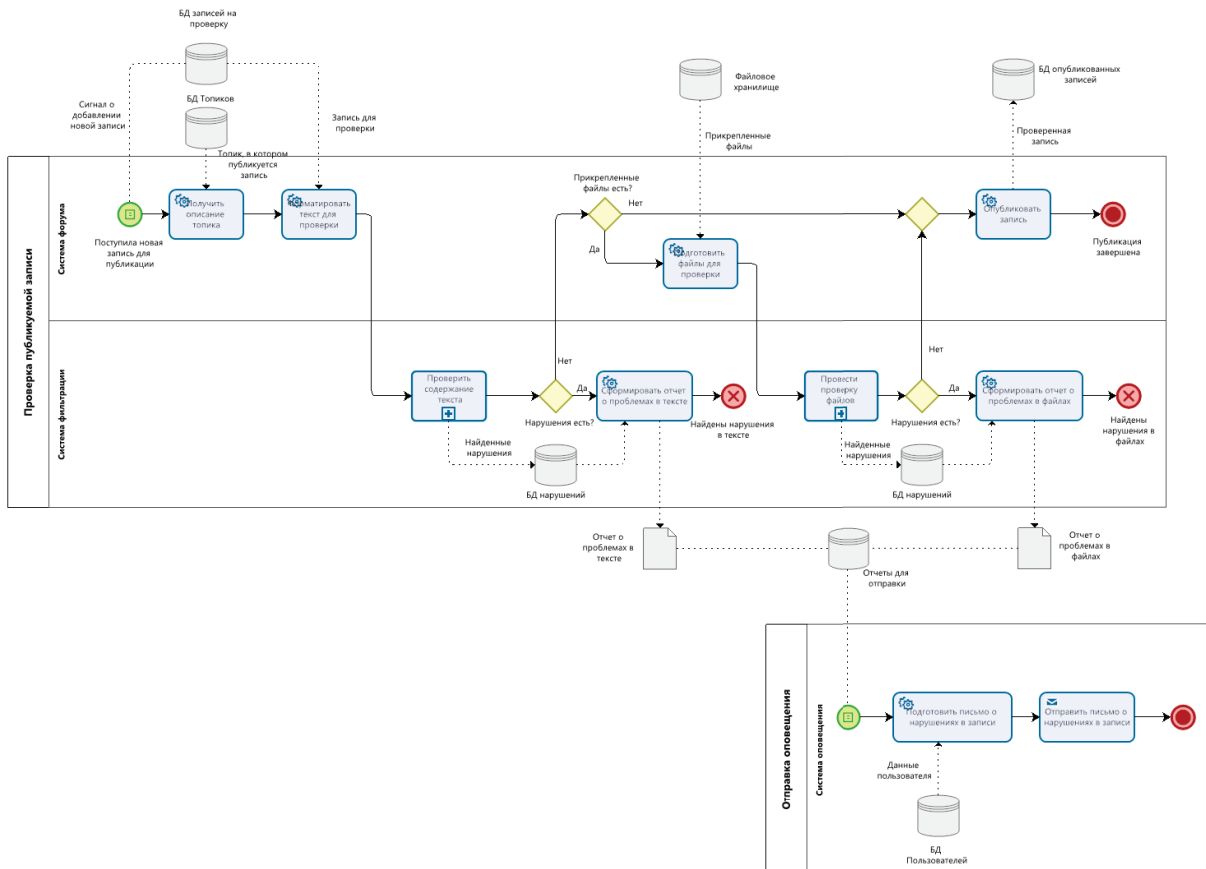 БД записей на
проверку
Сигнал о
добавлении
новой записи
БД Топиков
Запись для
проверки
Топик, в котором
публикуется
запись
Файловое
хранилище
Прикрепленные
файлы
БД опубликованных
записей
Проверенная
запись
Проверка публикуемой записи
Система форума
Поступила новая
запись для
публикации
Получить
описание
топика
текст для
проверки
Прикрепленные
файлы есть?
Нет
Да
Подготовить
файлы для
проверки
Опубликовать
запись
Публикация
завершена
Система фильтрации
Проверить
содержание
текста
Нет
Да
Нарушения есть?
Сформировать отчет
о проблемах в тексте
Найдены нарушения
в тексте
Найденные
нарушения
БД нарушений
Провести
проверку
файлов
Нет
Да
Нарушения есть?
Сформировать отчет о
проблемах в файлах
Найдены
нарушения в
файлах
Найденные
нарушения
БД нарушений
Отчет о
проблемах в
тексте
Отчеты для
отправки
Отчет о
проблемах в
файлах
Отправка оповещения
Система оповещения
Подготовить письмо о
нарушениях в записи
Отправить письмо о
нарушениях в записи
Данные
пользователя
БД
Пользователей